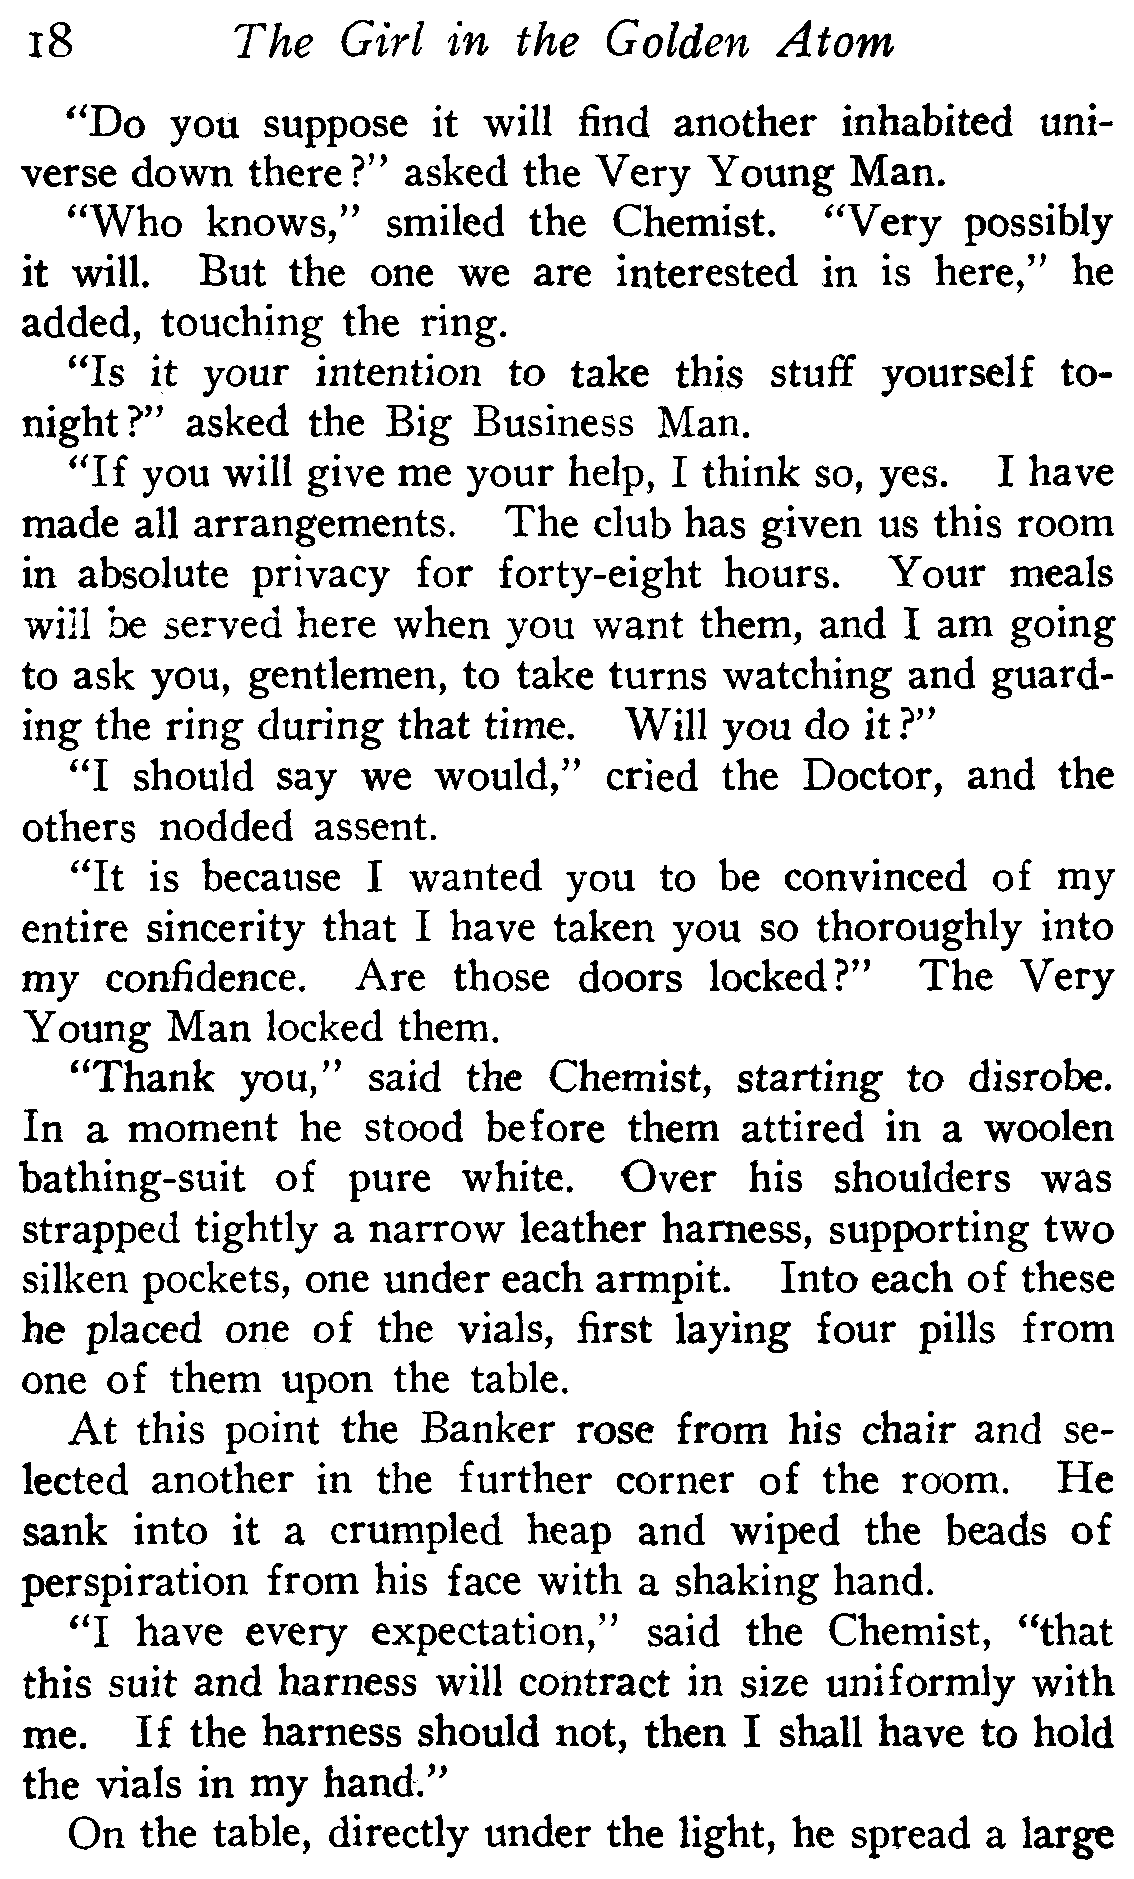 18 The Girl in the Golden Atom
"Do you suppose it will find another inhabited uni-
verse down there?" asked the Very Young Man.
"Who knows," smiled the Chemist. "Very possibly
it will. But the one we are interested in is here," he
added, touching the ring.
"Is it your intention to take this stuff yourself to-
night?" asked the Big Business Man.
"If you will give me your help, I think so, yes. I have
made all arrangements. The club has given us this room
in absolute privacy for forty-eight hours. Your meals
will be served here when you want them, and I am going
to ask you, gentlemen, to take turns watching and guard-
ing the ring during that time. Will you do it?"
"I should say we would," cried the Doctor, and the
others nodded assent.
"It is because I wanted you to be convinced of my
entire sincerity that I have taken you so thoroughly into
my confidence. Are those doors locked?" The Very
Young Man locked them.
"Thank you," said the Chemist, starting to disrobe.
In a moment he stood before them attired in a woolen
bathing-suit of pure white. Over his shoulders was
strapped tightly a narrow leather harness, supporting two
silken pockets, one under each armpit. Into each of these
he placed one of the vials, first laying four pills from
one of them upon the table.
At this point the Banker rose from his chair and se-
lected another in the further corner of the room. He
sank into it a crumpled heap and wiped the beads of
perspiration from his face with a shaking hand.
"I have every expectation," said the Chemist, "that
this suit and harness will contract in size uniformly with
me. If the harness should not, then I shall have to hold
the vials in my hand."
On the table, directly under the light, he spread a large